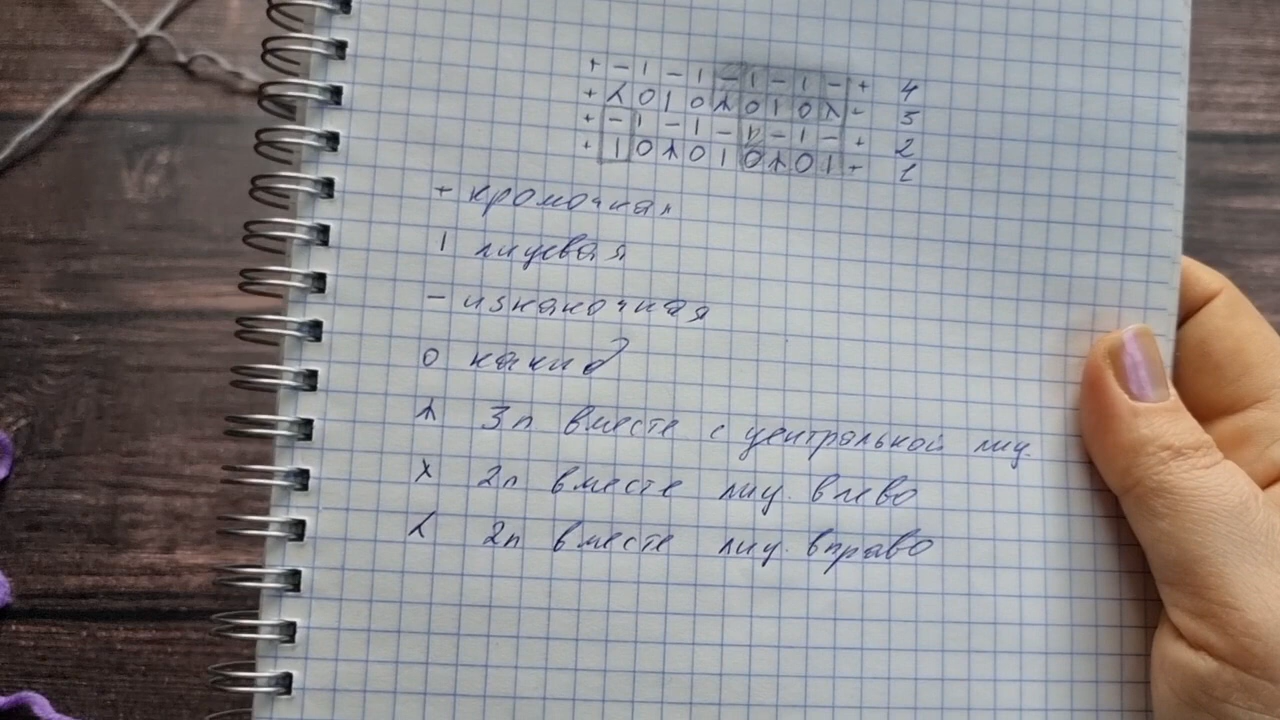 + − 1 − 1 − 1 − 1 − + 4
+ λ 0 1 0 λ 0 1 0 λ - 3
+ − 1 − 1 − 1 − 1 − + 2
+ 1 0 λ 0 1 0 λ 0 1 + 1
+ кромочная
1 лицевая
− изнаночная
0 накид
λ 3п вместе с центральной лиц.
λ 2п вместе лиц. влево
λ 2п вместе лиц. вправо